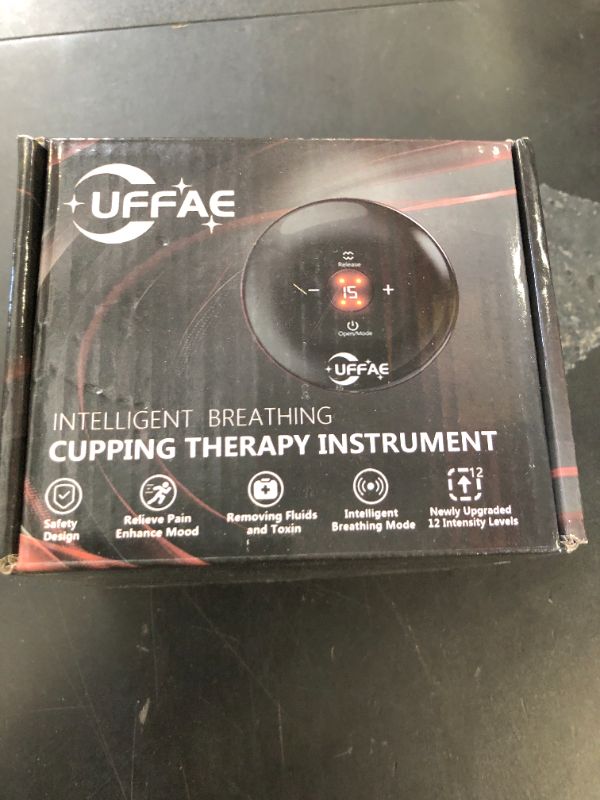 UFFAE
Release
− 15 +
Open/Mode
UFFAE
INTELLIGENT BREATHING
CUPPING THERAPY INSTRUMENT
12
Safety
Design
Relieve Pain
Enhance Mood
Removing Fluids
and Toxin
Intelligent
Breathing Mode
Newly Upgraded
12 Intensity Levels